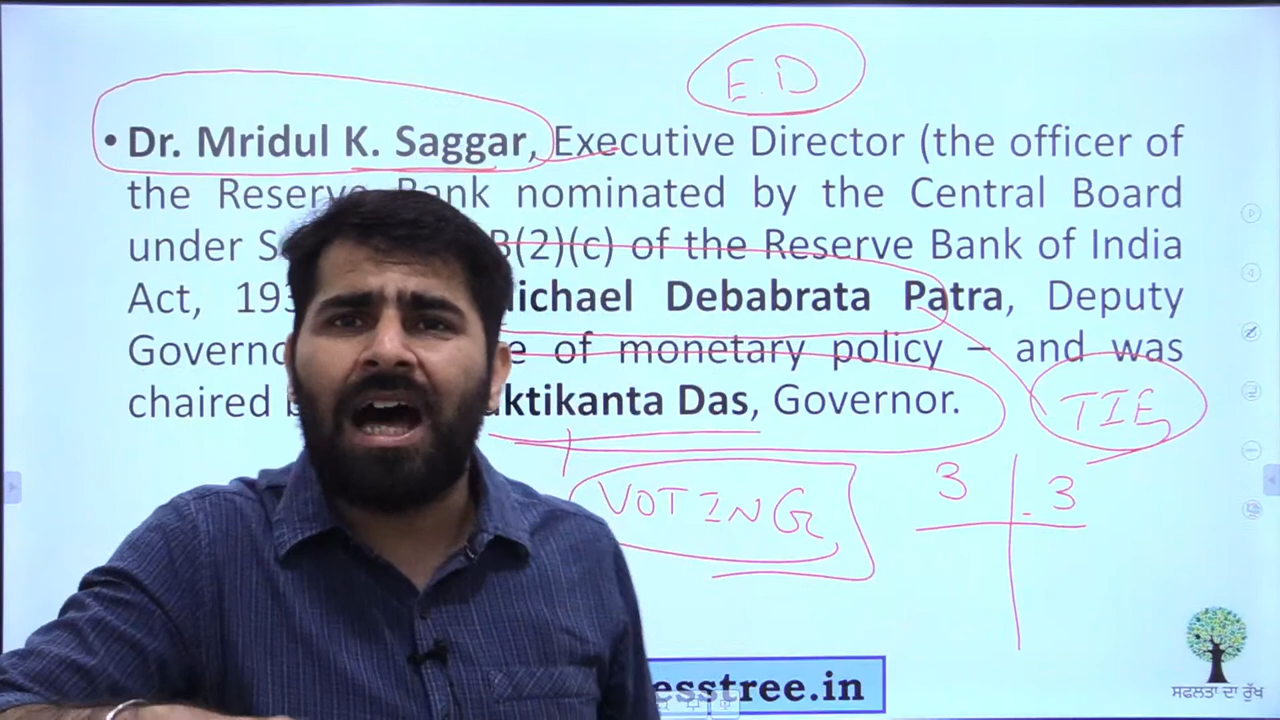 E.D
• Dr. Mridul K. Saggar, Executive Director (the officer of
the Reserve Bank nominated by the Central Board
under (2)(c) of the Reserve Bank of India
Act, ichael Debabrata Patra, Deputy
of monetary policy – and was
chaired ktikanta Das, Governor.
TIE
VOTING
3 3
esstree.in
ਸਫਲਤਾ ਦਾ ਰੁੱਖ